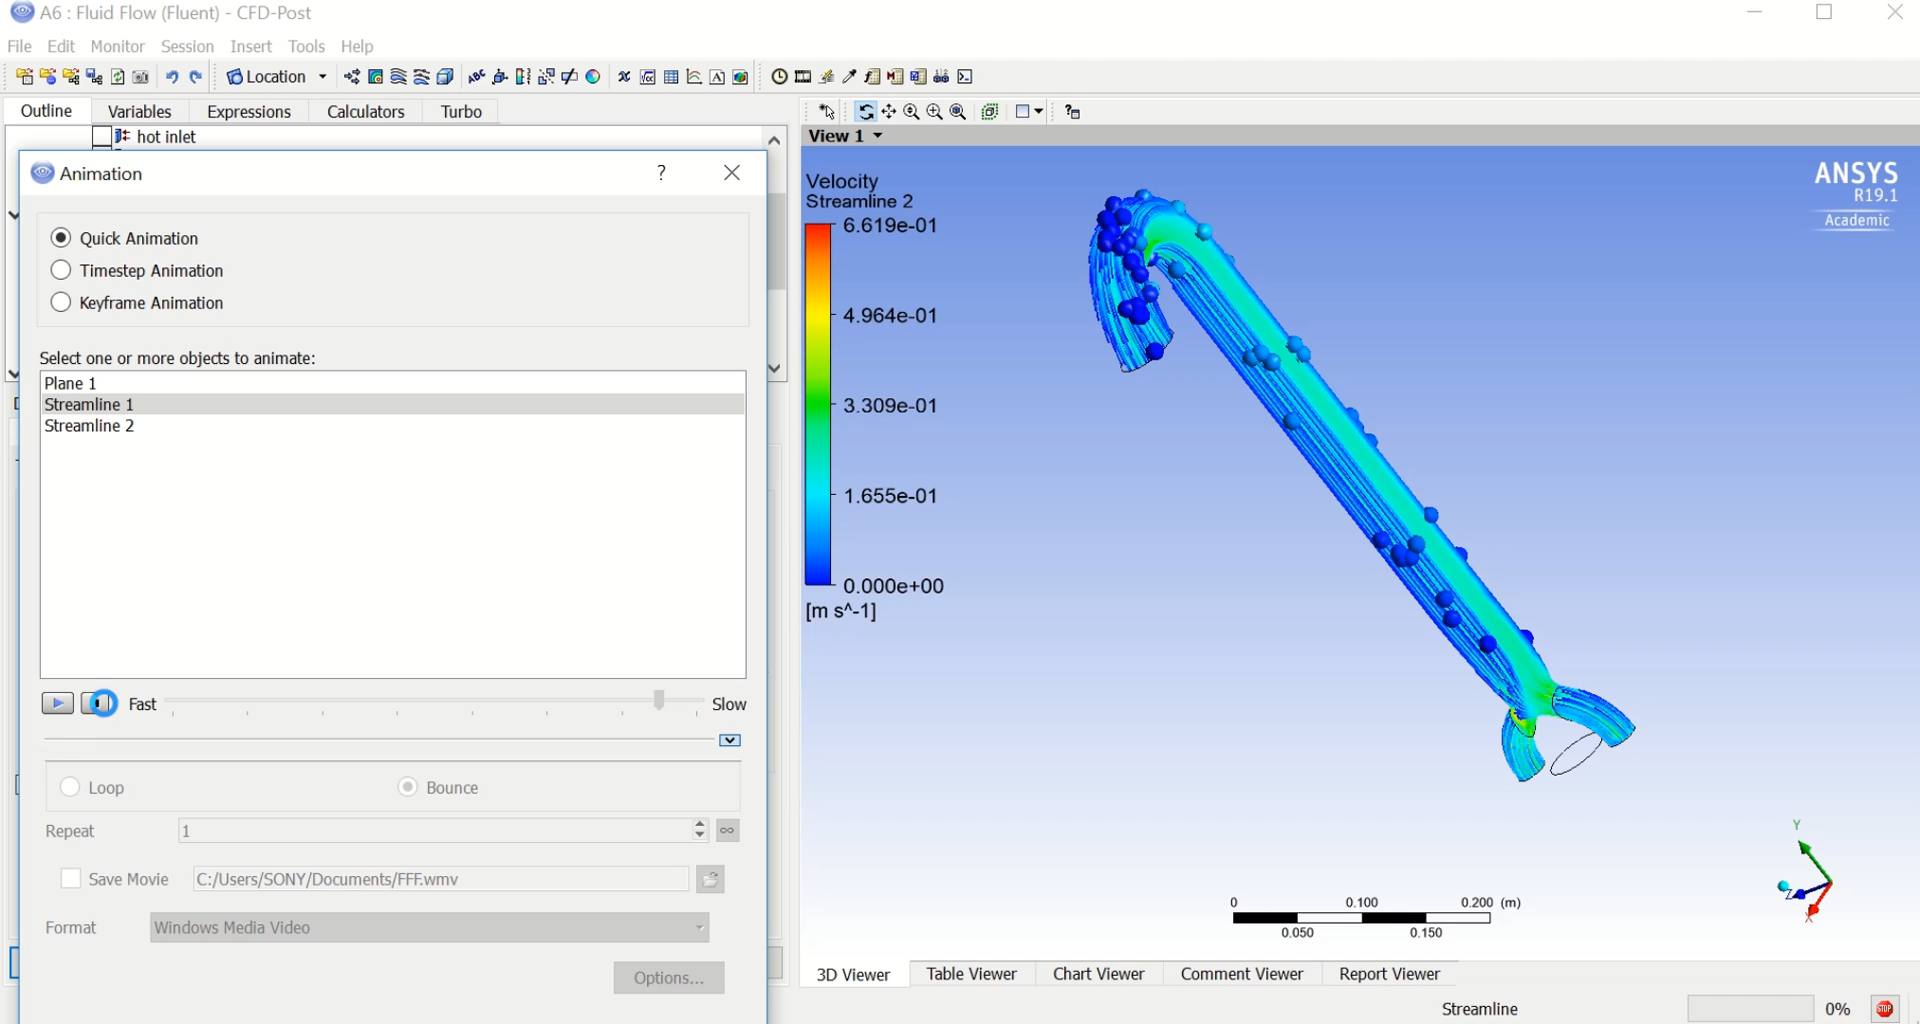 A6 : Fluid Flow (Fluent) - CFD-Post
File Edit Monitor Session Insert Tools Help
Location
Outline Variables Expressions Calculators Turbo
hot inlet
View 1
Animation
?
Quick Animation
Timestep Animation
Keyframe Animation
Select one or more objects to animate:
Plane 1
Streamline 1
Streamline 2
Fast
Slow
Loop
Bounce
Repeat
1
∞
Save Movie
C:/Users/SONY/Documents/FFF.wmv
Format
Windows Media Video
Options...
Velocity
Streamline 2
6.619e-01
4.964e-01
3.309e-01
1.655e-01
0.000e+00
[m s^-1]
ANSYS
R19.1
Academic
Y
Z
X
0 0.100 0.200 (m)
0.050 0.150
3D Viewer Table Viewer Chart Viewer Comment Viewer Report Viewer
Streamline
0%
STOP